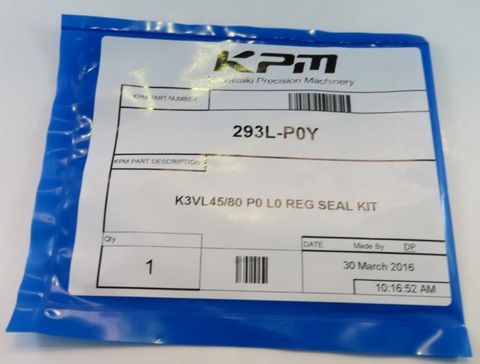 KPM
Kawasaki Precision Machinery
KPM PART NUMBER
293L-P0Y
KPM PART DESCRIPTION
K3VL45/80 P0 L0 REG SEAL KIT
Qty
1
DATE Made By DP
30 March 2016
10:16:52 AM